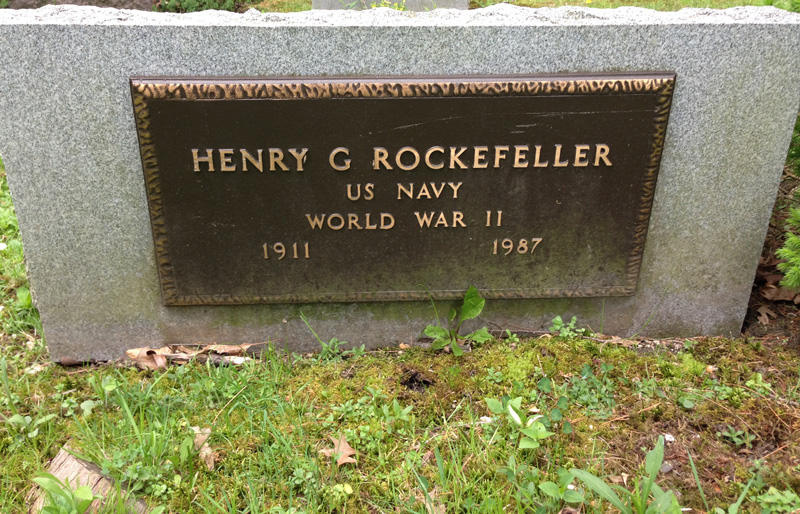 HENRY G ROCKEFELLER
US NAVY
WORLD WAR II
1911 1987